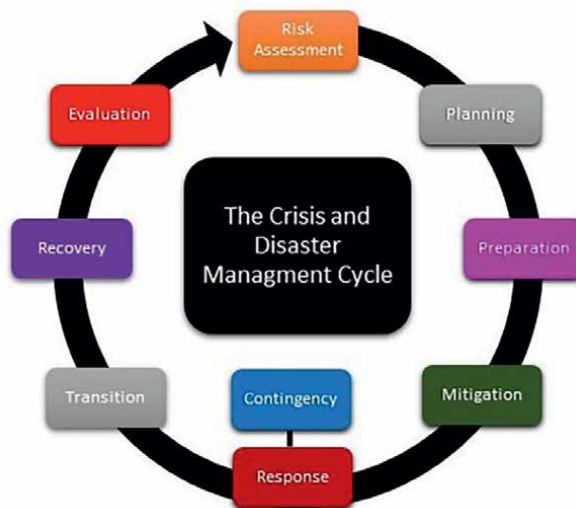 Risk
Assessment
Evaluation
Planning
The Crisis and
Disaster
Managment Cycle
Recovery
Preparation
Transition
Contingency
Mitigation
Response